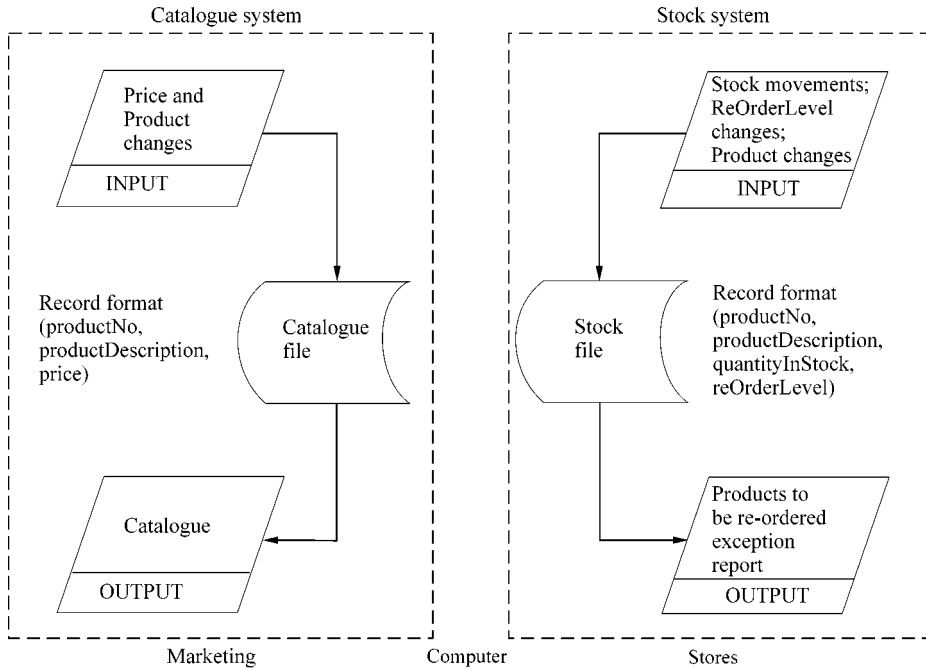 Catalogue system
Stock system
Price and
Product
changes
INPUT
Stock movements;
ReOrderLevel
changes;
Product changes
INPUT
Record format
(productNo,
productDescription,
price)
Catalogue
file
Stock
file
Record format
(productNo,
productDescription,
quantityInStock,
reOrderLevel)
Catalogue
OUTPUT
Products to
be re-ordered
exception
report
OUTPUT
Marketing
Computer
Stores